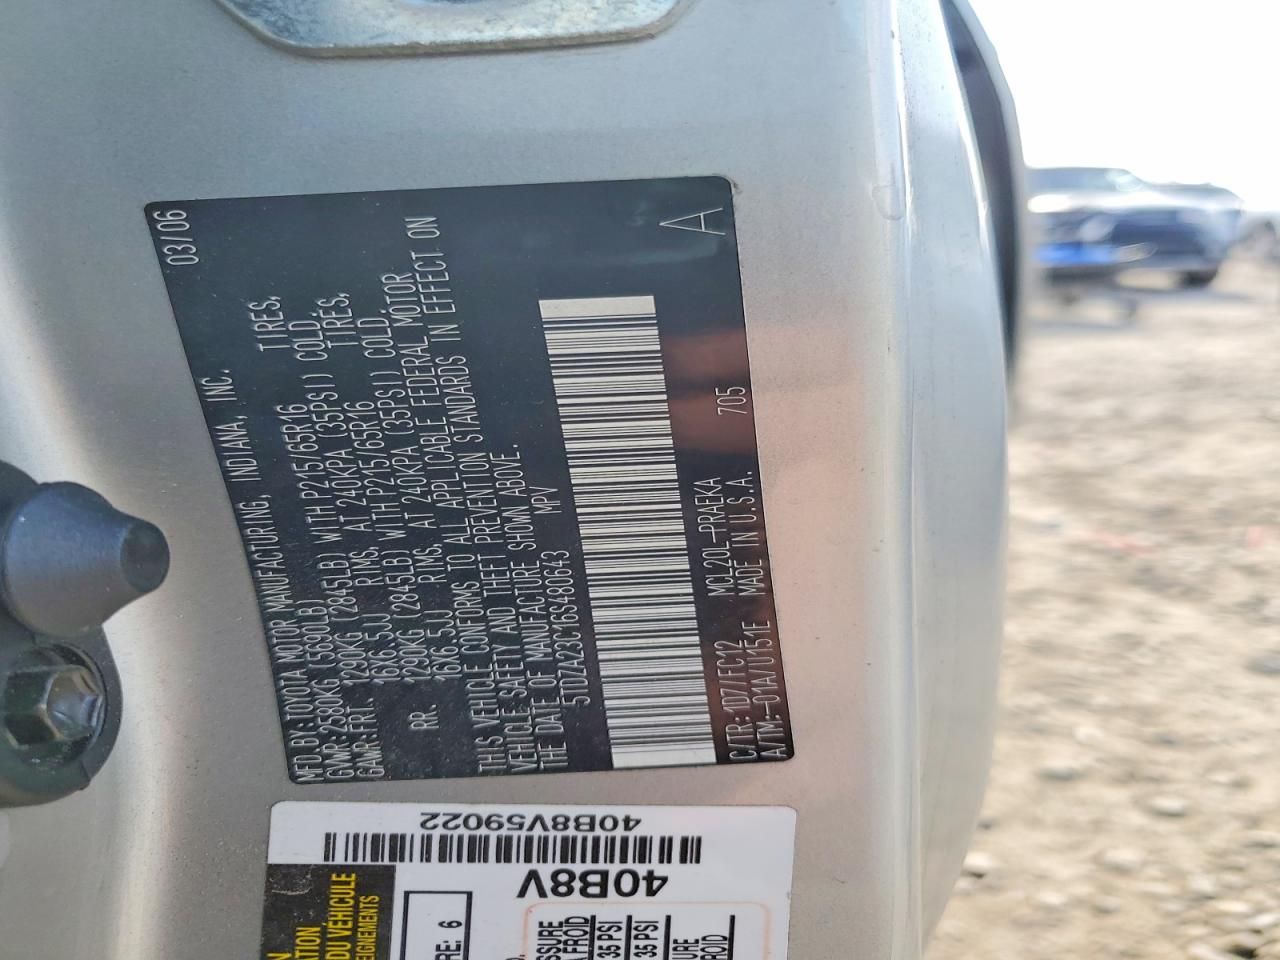 MFD.BY: TOYOTA MOTOR MANUFACTURING, INDIANA, INC. 03/06
GVWR: 2580KG (5690LB)
GAWR: FRT. 1290KG (2845LB) WITH P215/65R16 TIRES,
16X6.5JJ RIMS, AT 240KPA (35PSI) COLD.
RR. 1290KG (2845LB) WITH P215/65R16 TIRES,
16X6.5JJ RIMS, AT 240KPA (35PSI) COLD.
THIS VEHICLE CONFORMS TO ALL APPLICABLE FEDERAL MOTOR
VEHICLE SAFETY AND THEFT PREVENTION STANDARDS IN EFFECT ON
THE DATE OF MANUFACTURE SHOWN ABOVE.
5TDZA23C16S480643 MPV
A
C/TR: 1D7/FC12 MCL20L-PRAEKA 705
A/TM: -01A/U151E MADE IN U.S.A.
40B8V59022
40B8V
DU VÉHICULE
6
35 PSI
35 PSI